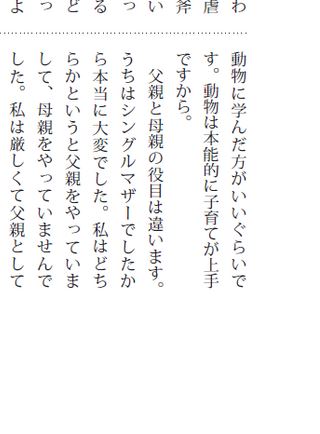 動物に学んだ方がいいぐらいで
す。動物は本能的に子育てが上手
ですから。
父親と母親の役目は違います。
うちはシングルマザーでしたか
ら本当に大変でした。私はどち
らかというと父親をやっていま
して、母親をやっていませんで
した。私は厳しくて父親として
わ
虐
斧
い
っ
る
ど
っ
よ